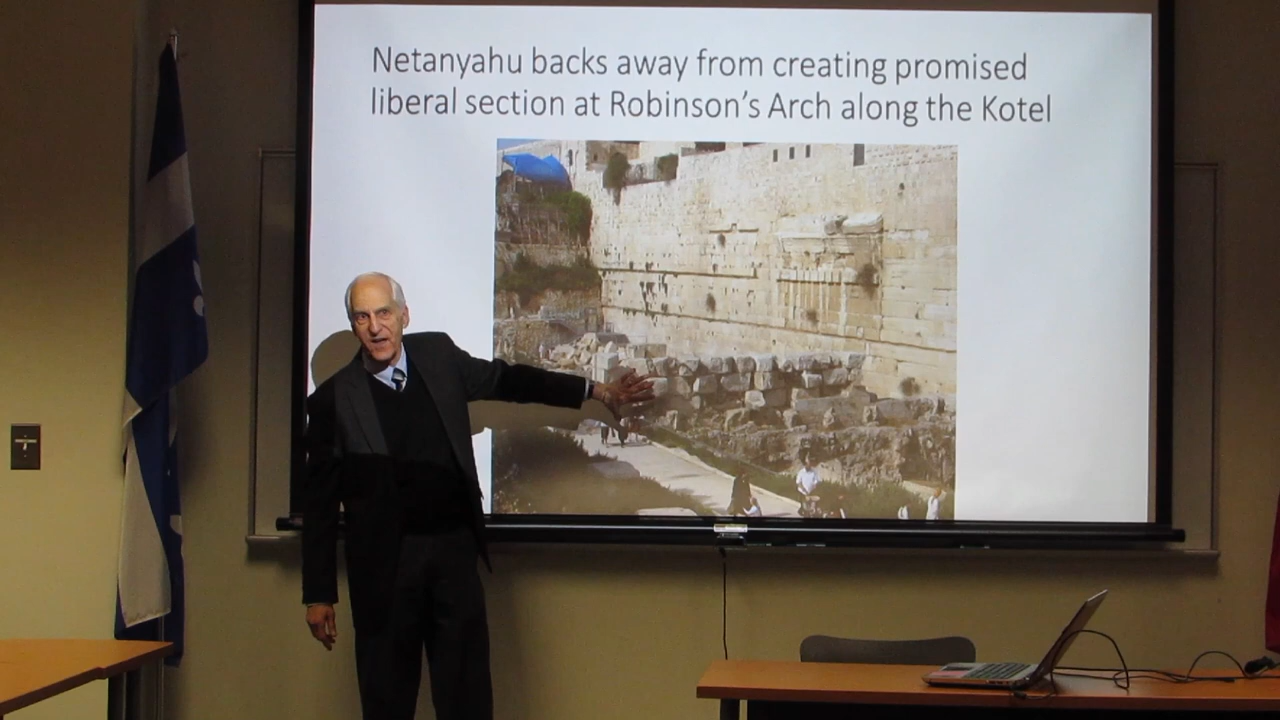 Netanyahu backs away from creating promised
liberal section at Robinson's Arch along the Kotel